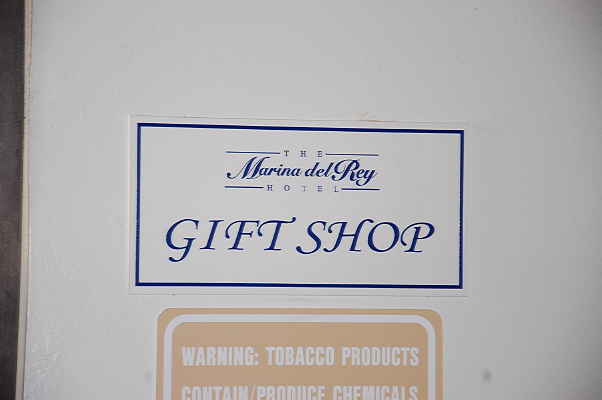 THE
Marina del Rey
HOTEL
GIFT SHOP
WARNING: TOBACCO PRODUCTS
CONTAIN/PRODUCE CHEMICALS